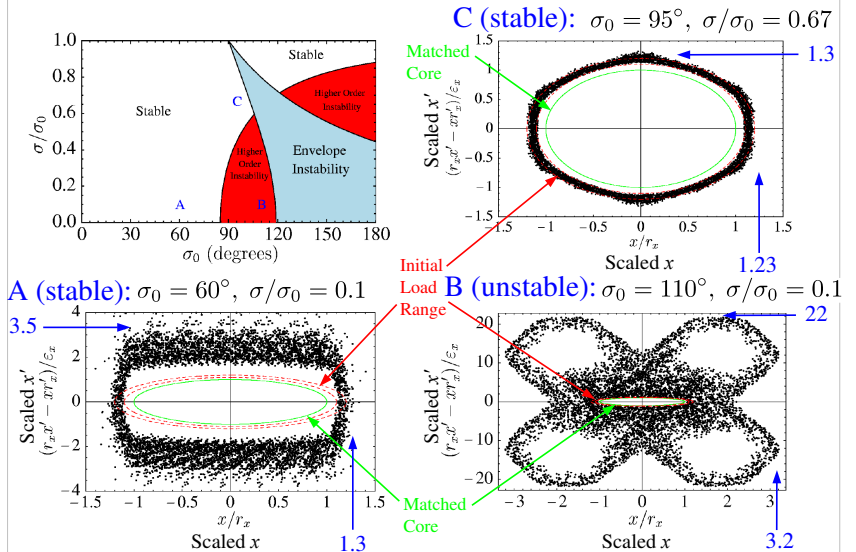 C (stable): σ₀ = 95°, σ/σ₀ = 0.67
1.0
0.8
0.6
0.4
0.2
0.0
σ/σ₀
Stable
Stable
Higher Order
Instability
C
Higher
Order
Instability
Envelope
Instability
A
B
0 30 60 90 120 150 180
σ₀ (degrees)
Matched
Core
1.5
1
0.5
0
−0.5
−1
−1.5
Scaled x′
(rₓx′ − xr′ₓ)/εₓ
1.3
−1.5 −1 −0.5 0 0.5 1 1.5
x/rₓ
Scaled x
1.23
Initial
Load
Range
A (stable): σ₀ = 60°, σ/σ₀ = 0.1
3.5
4
2
0
−2
−4
Scaled x′
(rₓx′ − xr′ₓ)/εₓ
−1.5 −1 −0.5 0 0.5 1 1.5
x/rₓ
Scaled x
1.3
Matched
Core
B (unstable): σ₀ = 110°, σ/σ₀ = 0.1
22
20
10
0
−10
−20
Scaled x′
(rₓx′ − xr′ₓ)/εₓ
−3 −2 −1 0 1 2 3
x/rₓ
Scaled x
3.2